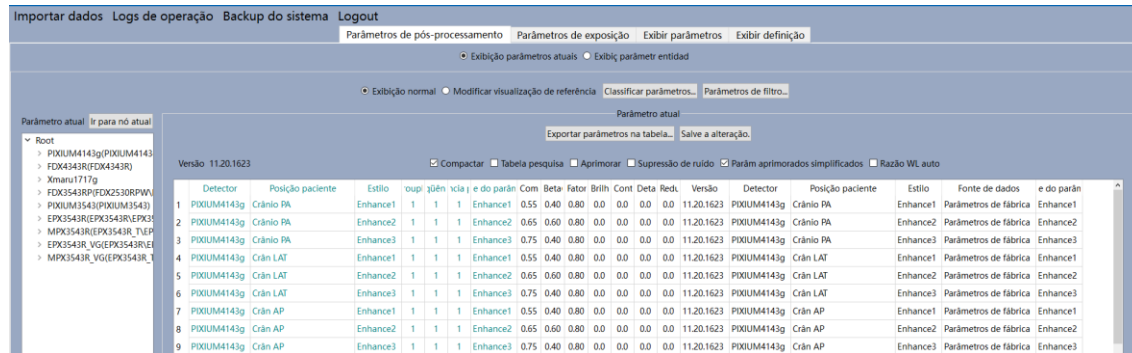 Importar dados Logs de operação Backup do sistema Logout
Parâmetros de pós-processamento Parâmetros de exposição Exibir parâmetros Exibir definição
Exibição parâmetros atuais Exibiç parâmetr entidad
Exibição normal Modificar visualização de referência Classificar parâmetros... Parâmetros de filtro...
Parâmetro atual Ir para nó atual
Root
PIXIUM4143g(PIXIUM4143
FDX4343R(FDX4343R)
Xmaru1717g
FDX3543RP(FDX2530RPW\
PIXIUM3543(PIXIUM3543)
EPX3543R(EPX3543R\EPX35
MPX3543R(EPX3543R_T\EP
EPX3543R_VG(EPX3543R\EI
MPX3543R_VG(EPX3543R_T
Parâmetro atual
Exportar parâmetros na tabela... Salve a alteração.
Versão 11.20.1623 Compactar Tabela pesquisa Aprimorar Supressão de ruído Parâm aprimorados simplificados Razão WL auto
Detector Posição paciente Estilo roup qüên ncia e do parân Com Beta Fator Brilh Cont Deta Redu Versão Detector Posição paciente Estilo Fonte de dados e do parân
1 PIXIUM4143g Crânio PA Enhance1 1 1 1 Enhance1 0.55 0.40 0.80 0.0 0.0 0.0 0.0 11.20.1623 PIXIUM4143g Crânio PA Enhance1 Parâmetros de fábrica Enhance1
2 PIXIUM4143g Crânio PA Enhance2 1 1 1 Enhance2 0.65 0.60 0.80 0.0 0.0 0.0 0.0 11.20.1623 PIXIUM4143g Crânio PA Enhance2 Parâmetros de fábrica Enhance2
3 PIXIUM4143g Crânio PA Enhance3 1 1 1 Enhance3 0.75 0.40 0.80 0.0 0.0 0.0 0.0 11.20.1623 PIXIUM4143g Crânio PA Enhance3 Parâmetros de fábrica Enhance3
4 PIXIUM4143g Crân LAT Enhance1 1 1 1 Enhance1 0.55 0.40 0.80 0.0 0.0 0.0 0.0 11.20.1623 PIXIUM4143g Crân LAT Enhance1 Parâmetros de fábrica Enhance1
5 PIXIUM4143g Crân LAT Enhance2 1 1 1 Enhance2 0.65 0.60 0.80 0.0 0.0 0.0 0.0 11.20.1623 PIXIUM4143g Crân LAT Enhance2 Parâmetros de fábrica Enhance2
6 PIXIUM4143g Crân LAT Enhance3 1 1 1 Enhance3 0.75 0.40 0.80 0.0 0.0 0.0 0.0 11.20.1623 PIXIUM4143g Crân LAT Enhance3 Parâmetros de fábrica Enhance3
7 PIXIUM4143g Crân AP Enhance1 1 1 1 Enhance1 0.55 0.40 0.80 0.0 0.0 0.0 0.0 11.20.1623 PIXIUM4143g Crân AP Enhance1 Parâmetros de fábrica Enhance1
8 PIXIUM4143g Crân AP Enhance2 1 1 1 Enhance2 0.65 0.60 0.80 0.0 0.0 0.0 0.0 11.20.1623 PIXIUM4143g Crân AP Enhance2 Parâmetros de fábrica Enhance2
9 PIXIUM4143g Crân AP Enhance3 1 1 1 Enhance3 0.75 0.40 0.80 0.0 0.0 0.0 0.0 11.20.1623 PIXIUM4143g Crân AP Enhance3 Parâmetros de fábrica Enhance3